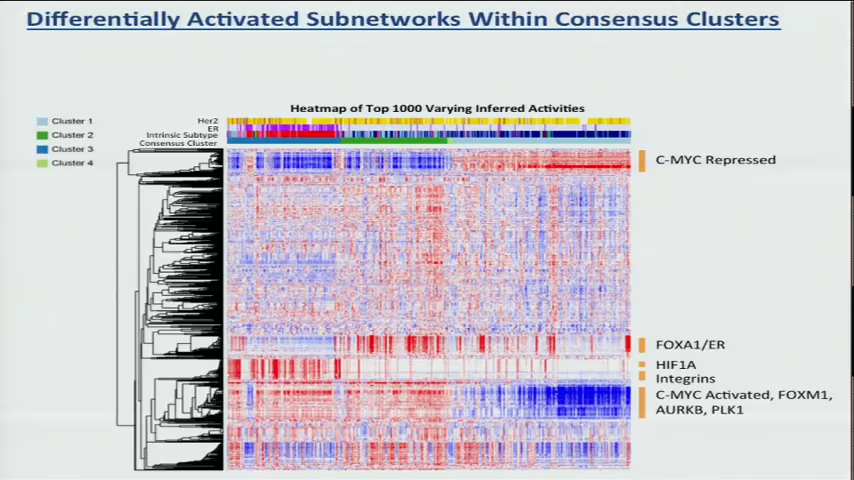 Differentially Activated Subnetworks Within Consensus Clusters
Heatmap of Top 1000 Varying Inferred Activities
Cluster 1
Cluster 2
Cluster 3
Cluster 4
Her2
ER
Intrinsic Subtype
Consensus Cluster
C-MYC Repressed
FOXA1/ER
HIF1A
Integrins
C-MYC Activated, FOXM1,
AURKB, PLK1